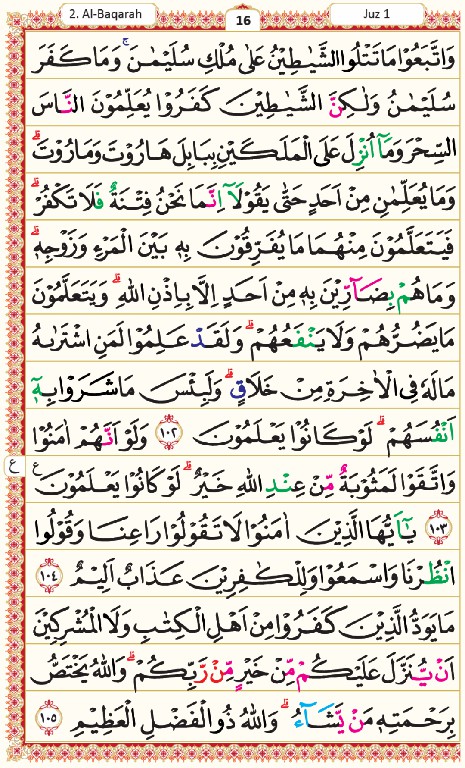 2. Al-Baqarah 16 Juz 1
وَاتَّبَعُوْا مَا تَتْلُوا الشَّيٰطِيْنُ عَلٰى مُلْكِ سُلَيْمٰنَ ۚ وَمَا كَفَرَ
سُلَيْمٰنُ وَلٰكِنَّ الشَّيٰطِيْنَ كَفَرُوْا يُعَلِّمُوْنَ النَّاسَ
السِّحْرَ وَمَآ اُنْزِلَ عَلَى الْمَلَكَيْنِ بِبَابِلَ هَارُوْتَ وَمَارُوْتَ ۗ
وَمَا يُعَلِّمٰنِ مِنْ اَحَدٍ حَتّٰى يَقُوْلَآ اِنَّمَا نَحْنُ فِتْنَةٌ فَلَا تَكْفُرْ ۗ
فَيَتَعَلَّمُوْنَ مِنْهُمَا مَا يُفَرِّقُوْنَ بِهٖ بَيْنَ الْمَرْءِ وَزَوْجِهٖ ۗ
وَمَا هُمْ بِضَآرِّيْنَ بِهٖ مِنْ اَحَدٍ اِلَّا بِاِذْنِ اللّٰهِ ۗ وَيَتَعَلَّمُوْنَ
مَا يَضُرُّهُمْ وَلَا يَنْفَعُهُمْ ۗ وَلَقَدْ عَلِمُوْا لَمَنِ اشْتَرٰىهُ
مَا لَهٗ فِى الْاٰخِرَةِ مِنْ خَلَاقٍ ۗ وَلَبِئْسَ مَا شَرَوْا بِهٖٓ
اَنْفُسَهُمْ ۗ لَوْ كَانُوْا يَعْلَمُوْنَ ١٠٢ وَلَوْ اَنَّهُمْ اٰمَنُوْا
وَاتَّقَوْا لَمَثُوْبَةٌ مِّنْ عِنْدِ اللّٰهِ خَيْرٌ ۗ لَوْ كَانُوْا يَعْلَمُوْنَ ع
١٠٣ يٰٓاَيُّهَا الَّذِيْنَ اٰمَنُوْا لَا تَقُوْلُوْا رَاعِنَا وَقُوْلُوا
انْظُرْنَا وَاسْمَعُوْا وَلِلْكٰفِرِيْنَ عَذَابٌ اَلِيْمٌ ١٠٤
مَا يَوَدُّ الَّذِيْنَ كَفَرُوْا مِنْ اَهْلِ الْكِتٰبِ وَلَا الْمُشْرِكِيْنَ
اَنْ يُّنَزَّلَ عَلَيْكُمْ مِّنْ خَيْرٍ مِّنْ رَّبِّكُمْ ۗ وَاللّٰهُ يَخْتَصُّ
بِرَحْمَتِهٖ مَنْ يَّشَآءُ ۗ وَاللّٰهُ ذُو الْفَضْلِ الْعَظِيْمِ ١٠٥
ع